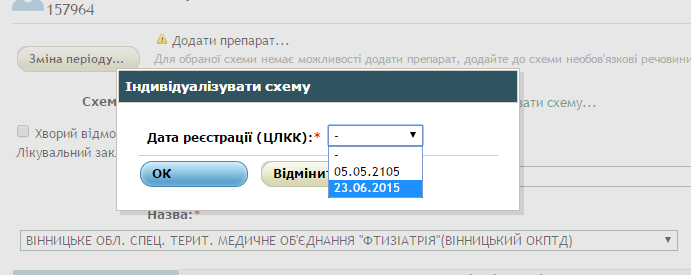 157964
Додати препарат...
Зміна періоду...
Для обраної схеми немає можливості додати препарат, додайте до схеми необов'язкові речовини
Індивідуалізувати схему
Схем
вати схему...
Хворий відмо
Дата реєстрації (ЦЛКК):* -
Лікувальний зак
-
05.05.2105
23.06.2015
OK
Відмінит
Назва:*
ВІННИЦЬКЕ ОБЛ. СПЕЦ. ТЕРИТ. МЕДИЧНЕ ОБ'ЄДНАННЯ "ФТИЗІАТРІЯ"(ВІННИЦЬКИЙ ОКПТД)